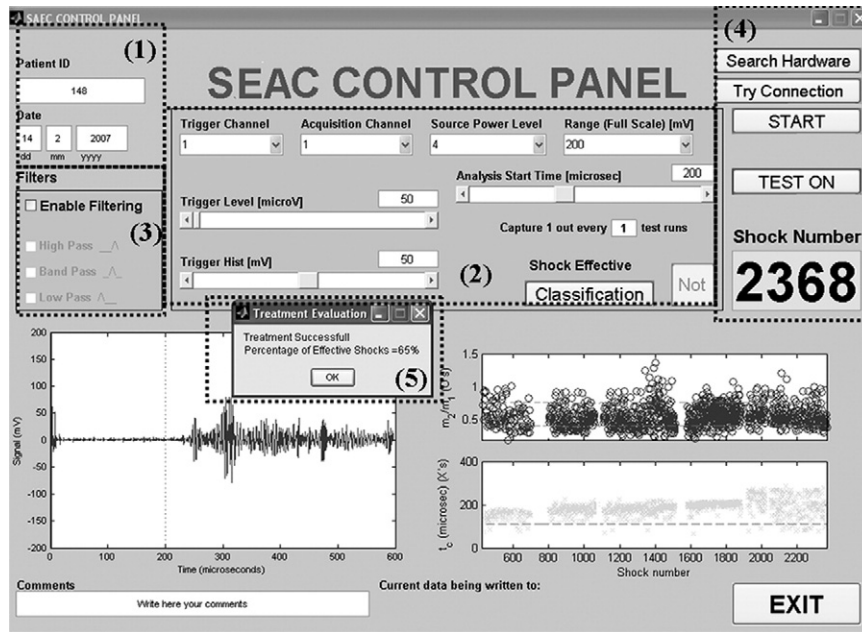 SAEC CONTROL PANEL
(1)
(4)
Patient ID
148
Date
14 2 2007
dd mm yyyy
SEAC CONTROL PANEL
Search Hardware
Try Connection
START
TEST ON
Shock Number
2368
Trigger Channel Acquisition Channel Source Power Level Range (Full Scale) [mV]
1 1 4 200
Analysis Start Time [microsec] 200
Trigger Level [microV] 50
Capture 1 out every 1 test runs
Trigger Hist [mV] 50
(2)
Shock Effective
Classification Not
Filters
Enable Filtering
(3)
High Pass __/\
Band Pass _/\_
Low Pass /\__
Treatment Evaluation
Treatment Successfull
Percentage of Effective Shocks =65%
OK
(5)
200
150
100
50
0
-50
-100
-150
-200
Signal (mV)
0 100 200 300 400 500 600
Time (microseconds)
1.5
1
0.5
m2/m1 (O's)
400
200
0
tc (microsec) (X's)
600 800 1000 1200 1400 1600 1800 2000 2200
Shock number
Comments
Write here your comments
Current data being written to:
EXIT